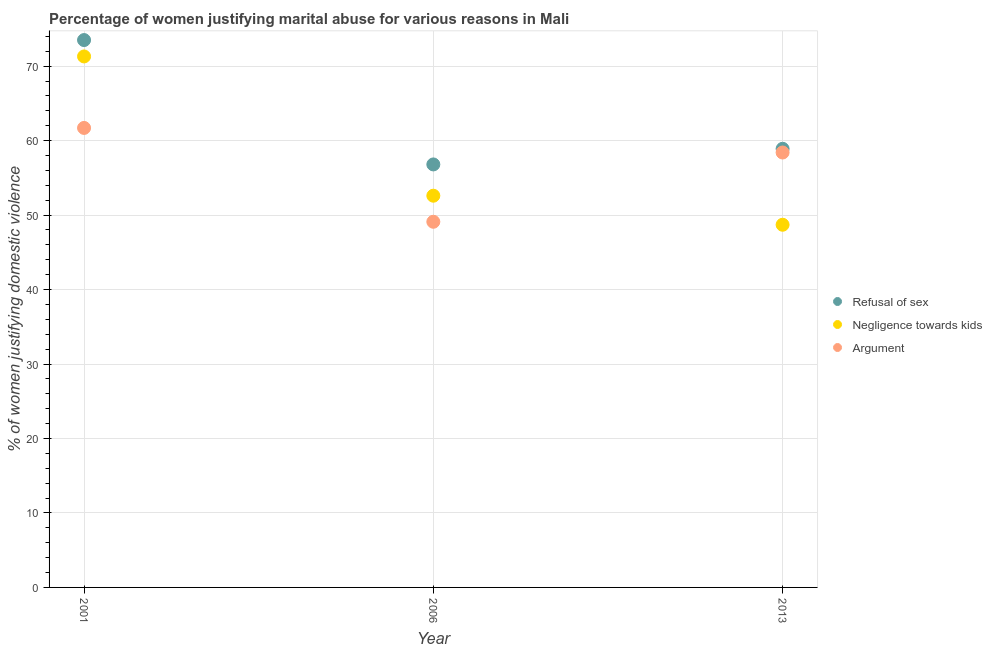 Percentage of women justifying marital abuse for various reasons in Mali
% of women justifying domestic violence
70
60
50
40
30
20
10
0
2001
2006
2013
Year
Refusal of sex
Negligence towards kids
Argument